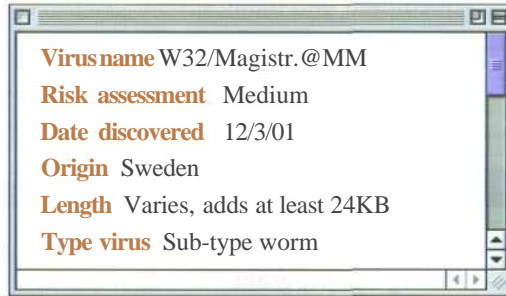 Virus name W32/Magistr.@MM
Risk assessment Medium
Date discovered 12/3/01
Origin Sweden
Length Varies, adds at least 24KB
Type virus Sub-type worm